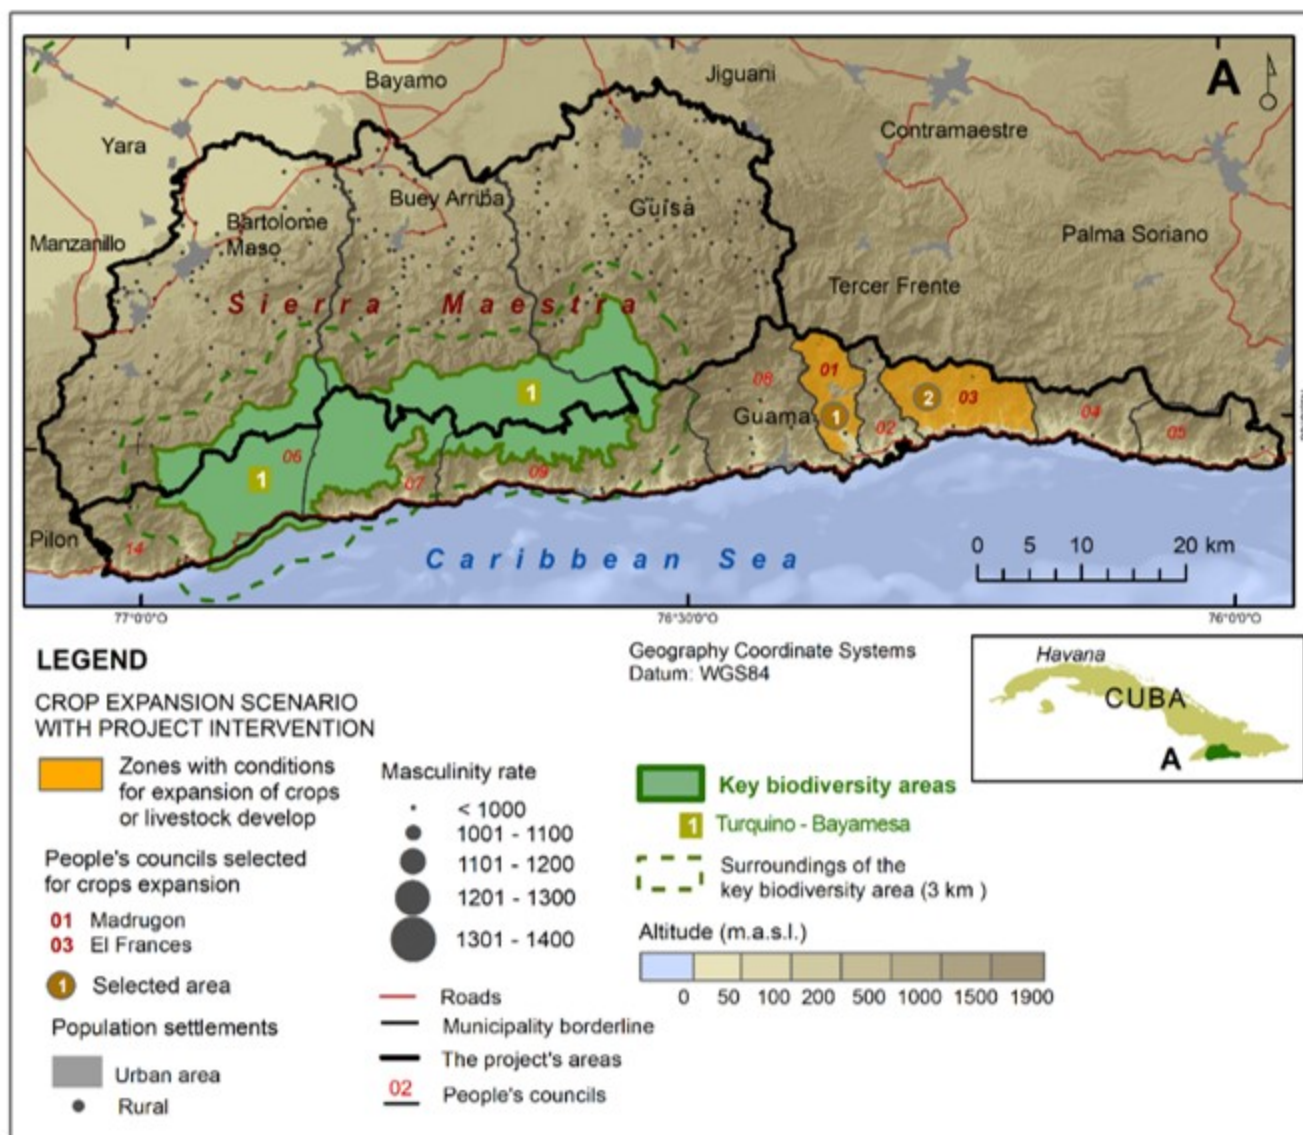 A
Bayamo
Jiguani
Yara
Contramaestre
Buey Arriba
Guisa
Bartolome
Maso
Manzanillo
Palma Soriano
Tercer Frente
Sierra Maestra
08
01
1
03
2
Guama
1
02
04
05
1
06
1
07
09
14
Pilon
Caribbean Sea
0 5 10 20 km
77°0'0"O
76°30'0"O
76°0'0"O
LEGEND
CROP EXPANSION SCENARIO
WITH PROJECT INTERVENTION
Zones with conditions
for expansion of crops
or livestock develop
People's councils selected
for crops expansion
01 Madrugon
03 El Frances
1 Selected area
Population settlements
Urban area
Rural
Masculinity rate
< 1000
1001 - 1100
1101 - 1200
1201 - 1300
1301 - 1400
Roads
Municipality borderline
The project's areas
02 People's councils
Geography Coordinate Systems
Datum: WGS84
Key biodiversity areas
1 Turquino - Bayamesa
Surroundings of the
key biodiversity area (3 km )
Altitude (m.a.s.l.)
0 50 100 200 500 1000 1500 1900
Havana
CUBA
A